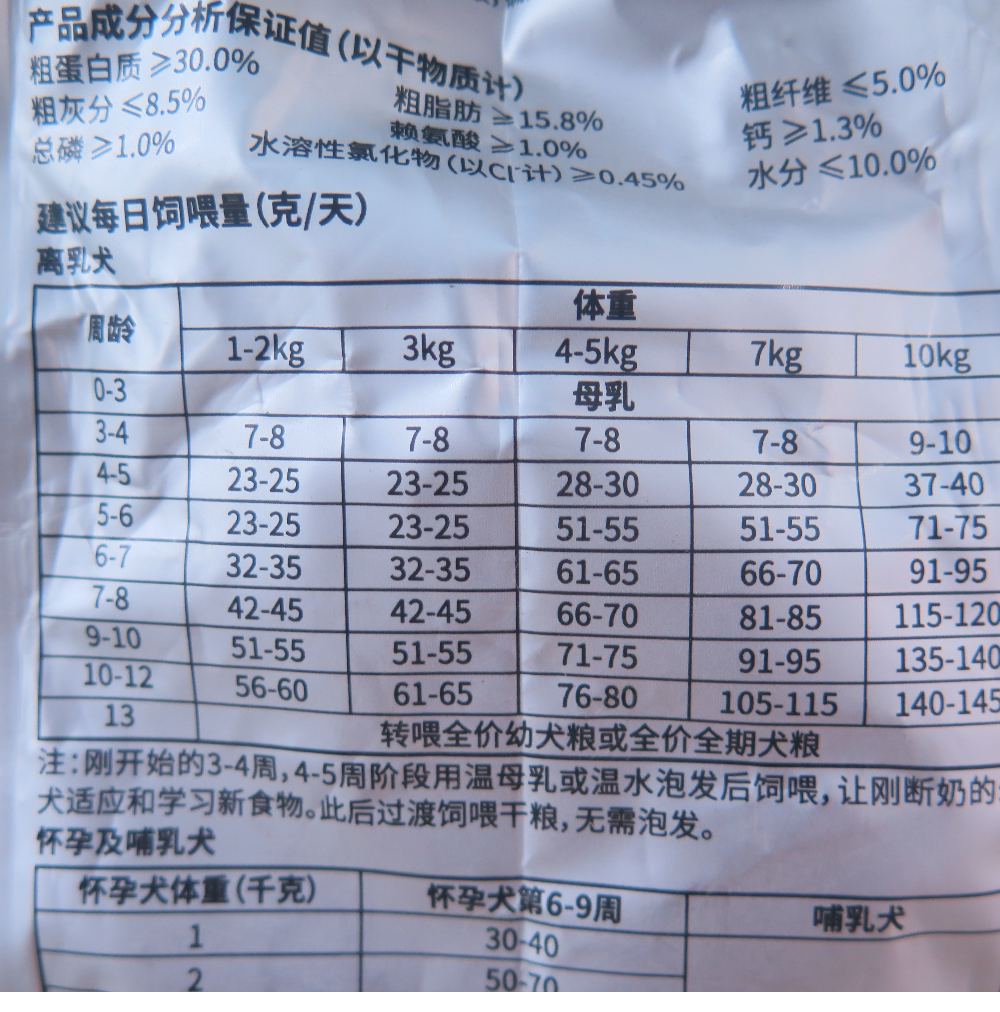 产品成分分析保证值(以干物质计)
粗蛋白质 ≥30.0% 粗脂肪 ≥15.8% 粗纤维 ≤5.0%
粗灰分 ≤8.5% 赖氨酸 ≥1.0% 钙 ≥1.3%
总磷 ≥1.0% 水溶性氯化物(以Cl⁻计) ≥0.45% 水分 ≤10.0%
建议每日饲喂量(克/天)
离乳犬
周龄 体重
1-2kg 3kg 4-5kg 7kg 10kg
0-3 母乳
3-4 7-8 7-8 7-8 7-8 9-10
4-5 23-25 23-25 28-30 28-30 37-40
5-6 23-25 23-25 51-55 51-55 71-75
6-7 32-35 32-35 61-65 66-70 91-95
7-8 42-45 42-45 66-70 81-85 115-120
9-10 51-55 51-55 71-75 91-95 135-140
10-12 56-60 61-65 76-80 105-115 140-145
13 转喂全价幼犬粮或全价全期犬粮
注:刚开始的3-4周,4-5周阶段用温母乳或温水泡发后饲喂,让刚断奶的
犬适应和学习新食物。此后过渡饲喂干粮,无需泡发。
怀孕及哺乳犬
怀孕犬体重(千克) 怀孕犬第6-9周 哺乳犬
1 30-40
2 50-70